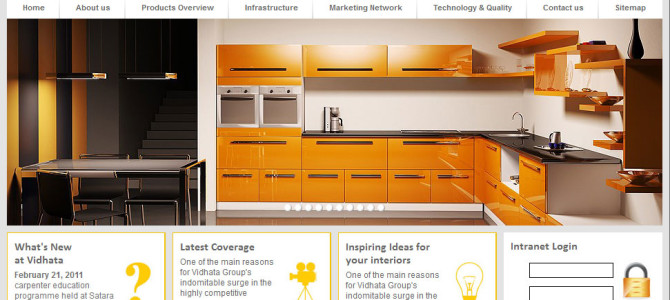 Home
About us
Products Overview
Infrastructure
Marketing Network
Technology & Quality
Contact us
Sitemap
What's New
at Vidhata
February 21, 2011
carpenter education
programme held at Satara
Latest Coverage
One of the main reasons
for Vidhata Group's
indomitable surge in the
highly competitive
Inspiring Ideas for
your interiors
One of the main reasons
for Vidhata Group's
indomitable surge in the
Intranet Login